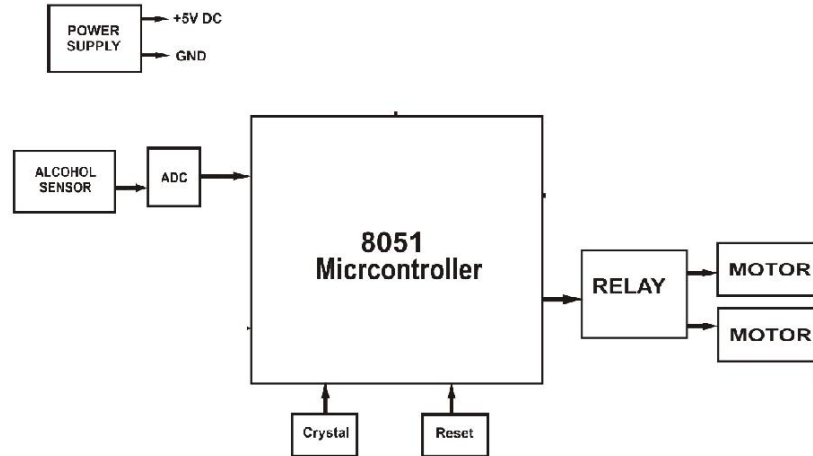 POWER
SUPPLY
+5V DC
GND
ALCOHOL
SENSOR
ADC
8051
Micrcontroller
RELAY
MOTOR
MOTOR
Crystal
Reset